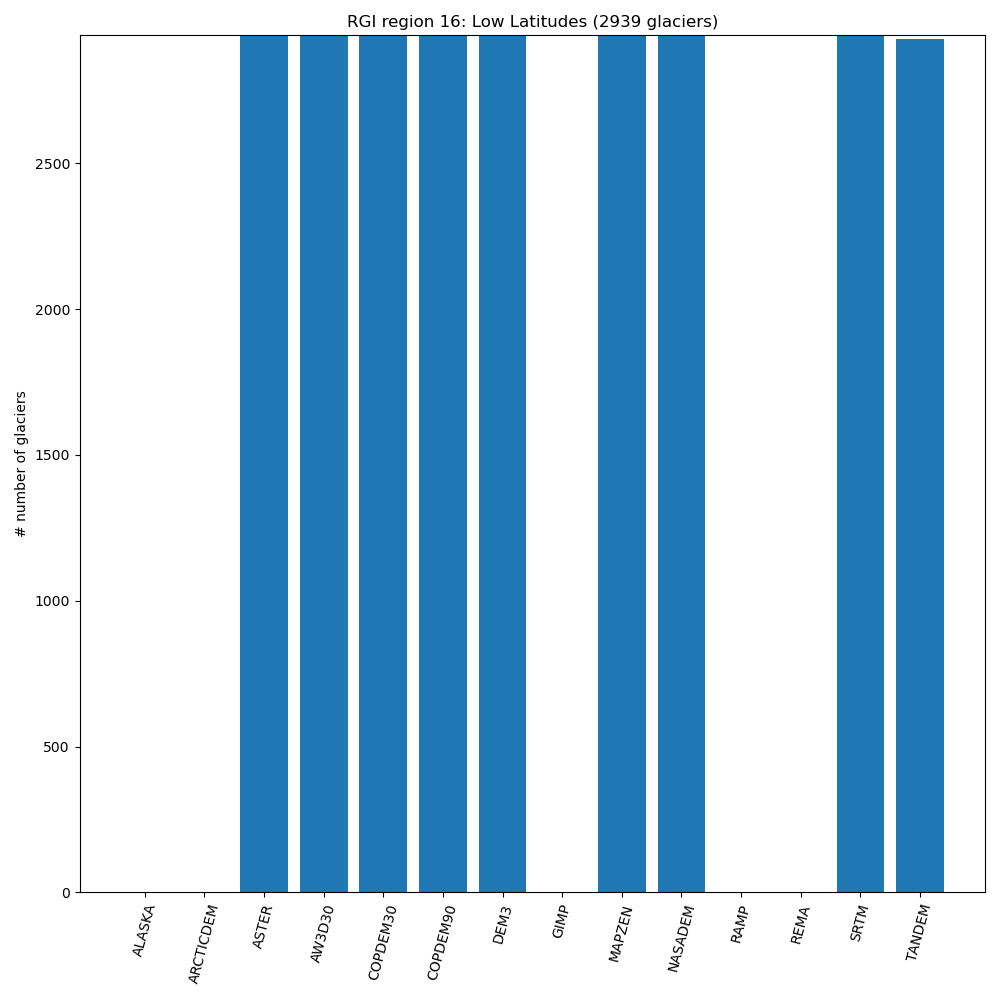 RGI region 16: Low Latitudes (2939 glaciers)
# number of glaciers
2500
2000
1500
1000
500
0
ALASKA
ARCTICDEM
ASTER
AW3D30
COPDEM30
COPDEM90
DEM3
GIMP
MAPZEN
NASADEM
RAMP
REMA
SRTM
TANDEM